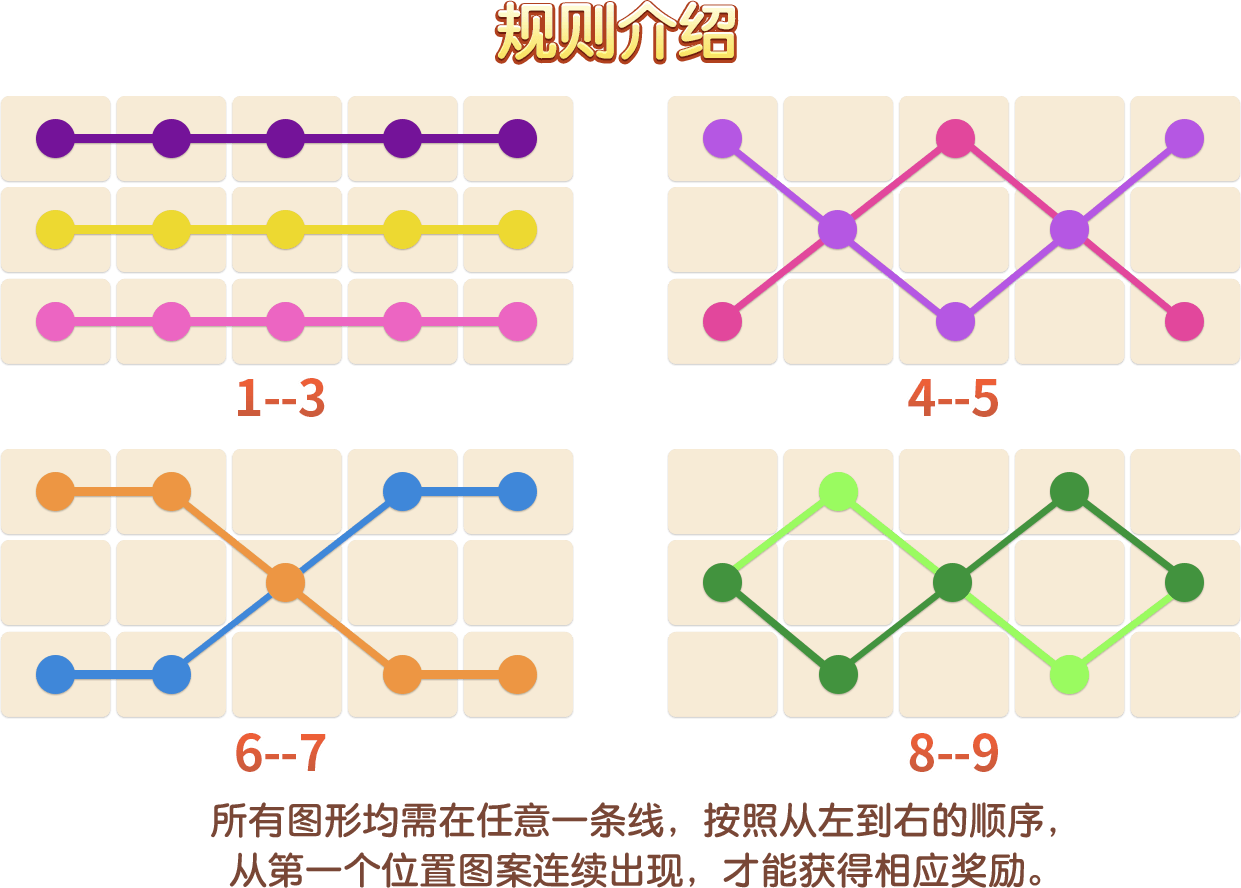 规则介绍
1--3
4--5
6--7
8--9
所有图形均需在任意一条线，按照从左到右的顺序，
从第一个位置图案连续出现，才能获得相应奖励。